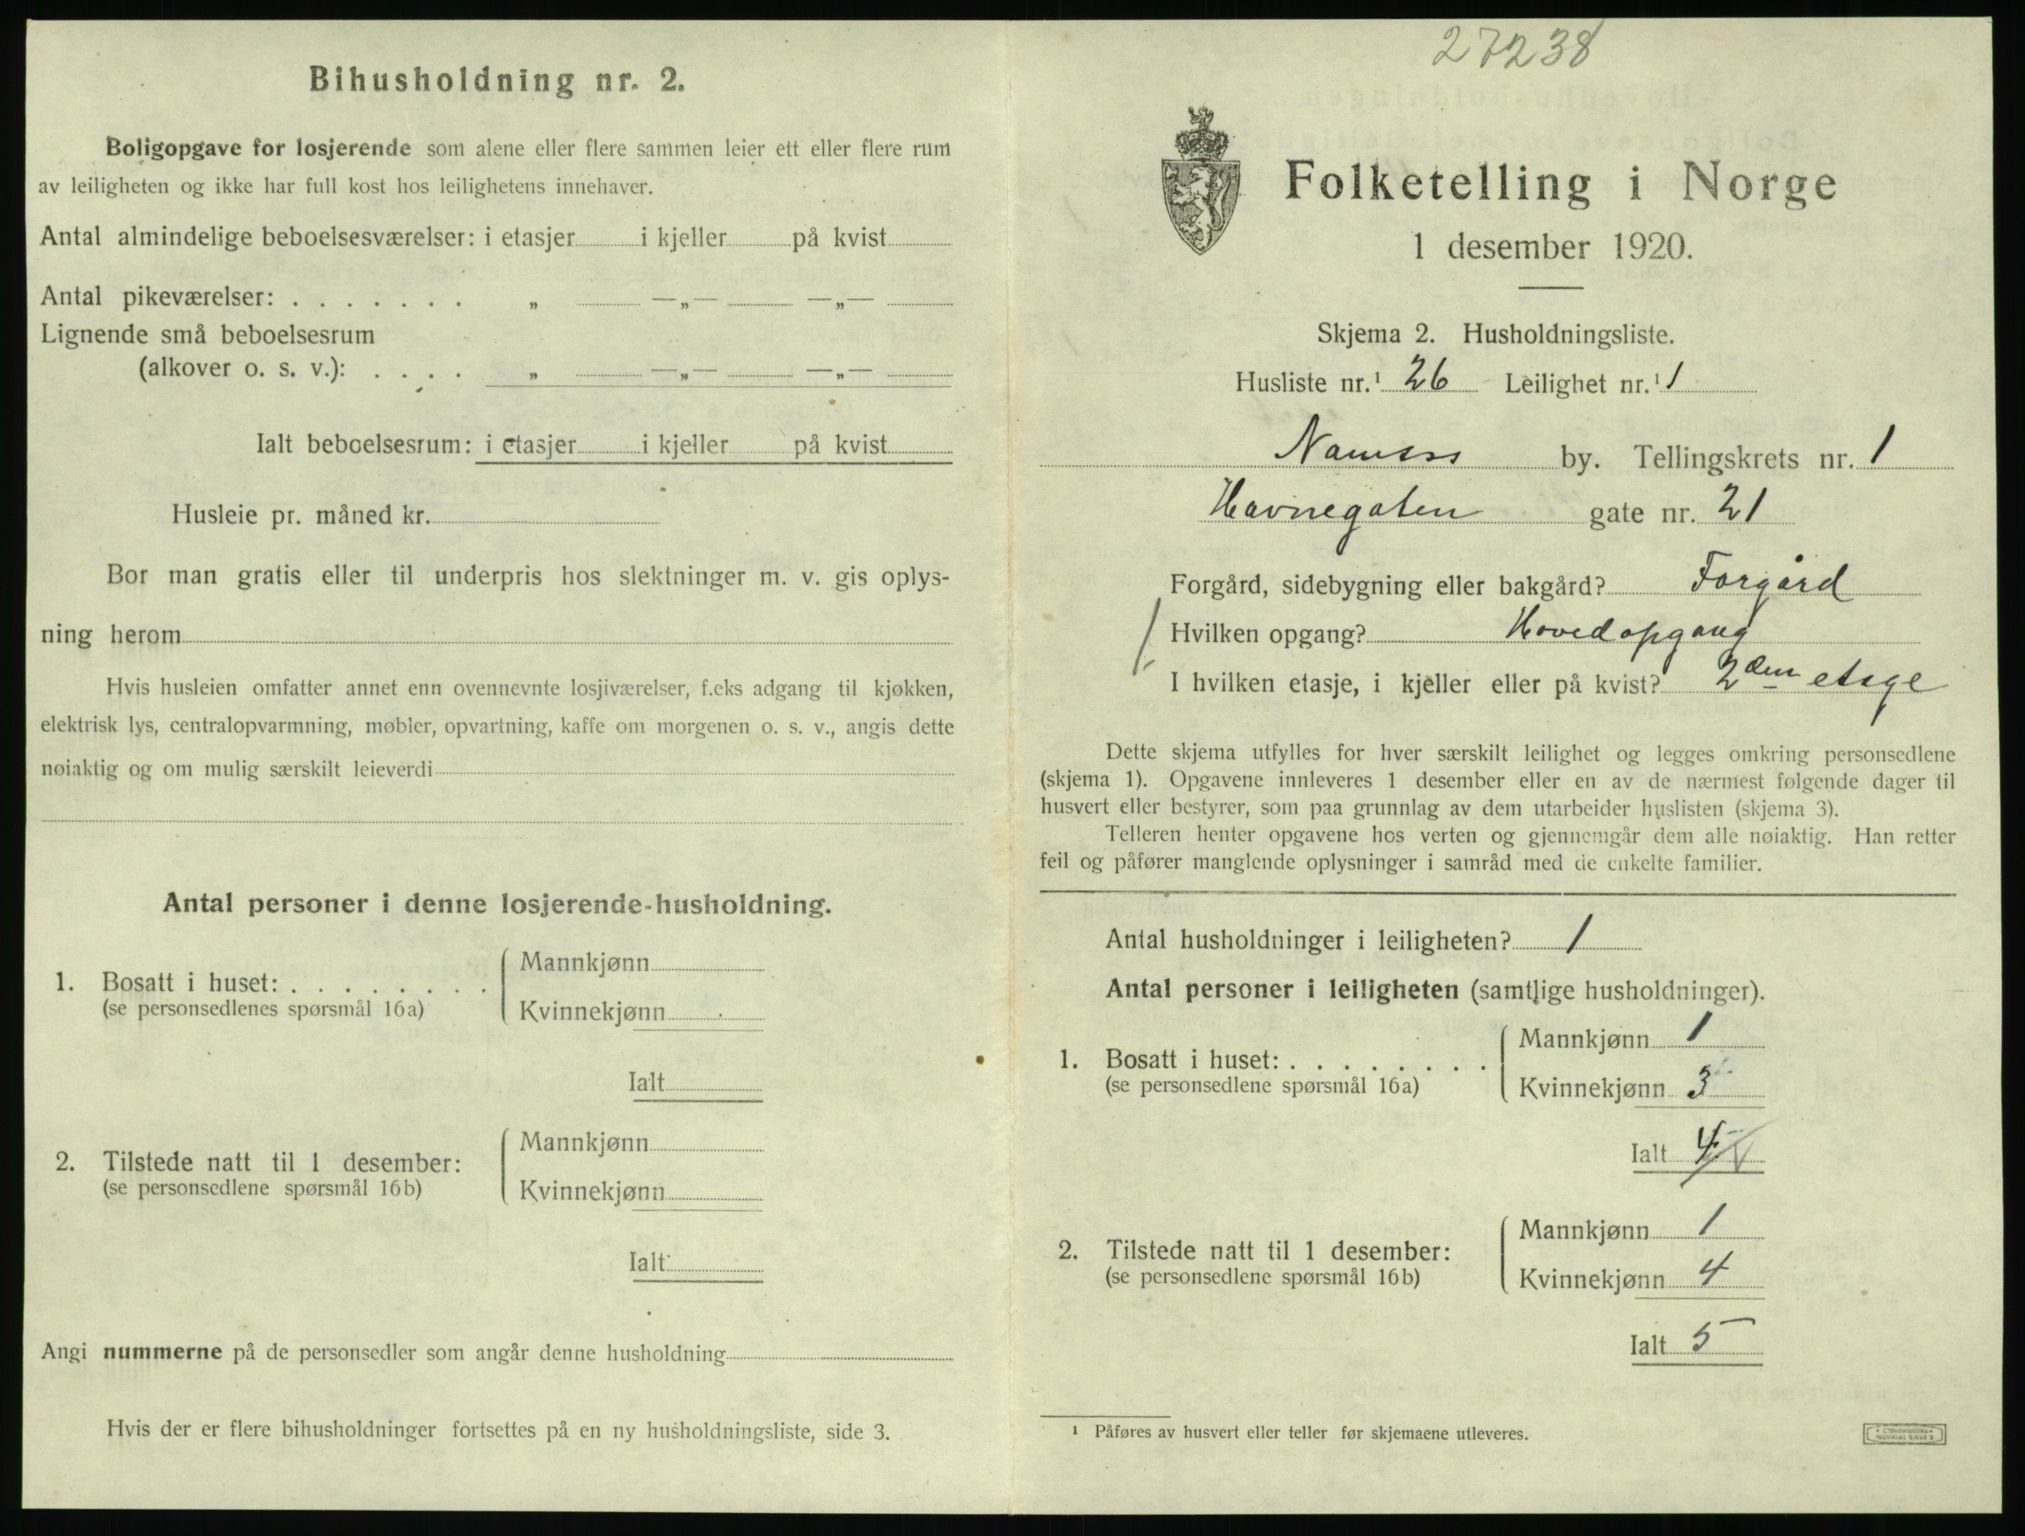 Bihusholdning nr. 2.
Boligopgave for losjerende som alene eller flere sammen leier ett eller flere rum
av leiligheten og ikke har full kost hos leilighetens innehaver.
Antal almindelige beboelsesværelser: i etasjer i kjeller på kvist
Antal pikeværelser: . . . . . . . „ —„— —„—
Lignende små beboelsesrum
(alkover o. s. v.): . . . . „ —„— —„—
Ialt beboelsesrum: i etasjer i kjeller på kvist
Husleie pr. måned kr.
Bor man gratis eller til underpris hos slektninger m. v. gis oplys-
ning herom
Hvis husleien omfatter annet enn ovennevnte losjiværelser, f.eks adgang til kjøkken,
elektrisk lys, centralopvarmning, møbler, opvartning, kaffe om morgenen o. s. v., angis dette
nøiaktig og om mulig særskilt leieverdi
Antal personer i denne losjerende-husholdning.
Mannkjønn
1. Bosatt i huset: . . . . . . . .
(se personsedlenes spørsmål 16a)
Kvinnekjønn
Ialt
Mannkjønn
2. Tilstede natt til 1 desember:
(se personsedlene spørsmål 16b)
Kvinnekjønn
Ialt
Angi nummerne på de personsedler som angår denne husholdning
Hvis der er flere bihusholdninger fortsettes på en ny husholdningsliste, side 3.
27238
Folketelling i Norge
1 desember 1920.
Skjema 2. Husholdningsliste.
Husliste nr.¹ 26 Leilighet nr.¹ 1
Namsos by. Tellingskrets nr. 1
Havnegaten gate nr. 21
Forgård, sidebygning eller bakgård? Forgård
Hvilken opgang? Hovedopgang
I hvilken etasje, i kjeller eller på kvist? 2den etage
Dette skjema utfylles for hver særskilt leilighet og legges omkring personsedlene
(skjema 1). Opgavene innleveres 1 desember eller en av de nærmest følgende dager til
husvert eller bestyrer, som paa grunnlag av dem utarbeider huslisten (skjema 3).
Telleren henter opgavene hos verten og gjennemgår dem alle nøiaktig. Han retter
feil og påfører manglende oplysninger i samråd med de enkelte familier.
Antal husholdninger i leiligheten? 1
Antal personer i leiligheten (samtlige husholdninger).
Mannkjønn 1
1. Bosatt i huset: . . . . . . . .
(se personsedlene spørsmål 16a)
Kvinnekjønn 3
Ialt 4
Mannkjønn 1
2. Tilstede natt til 1 desember:
(se personsedlene spørsmål 16b)
Kvinnekjønn 4
Ialt 5
¹ Påføres av husvert eller teller før skjemaene utleveres.